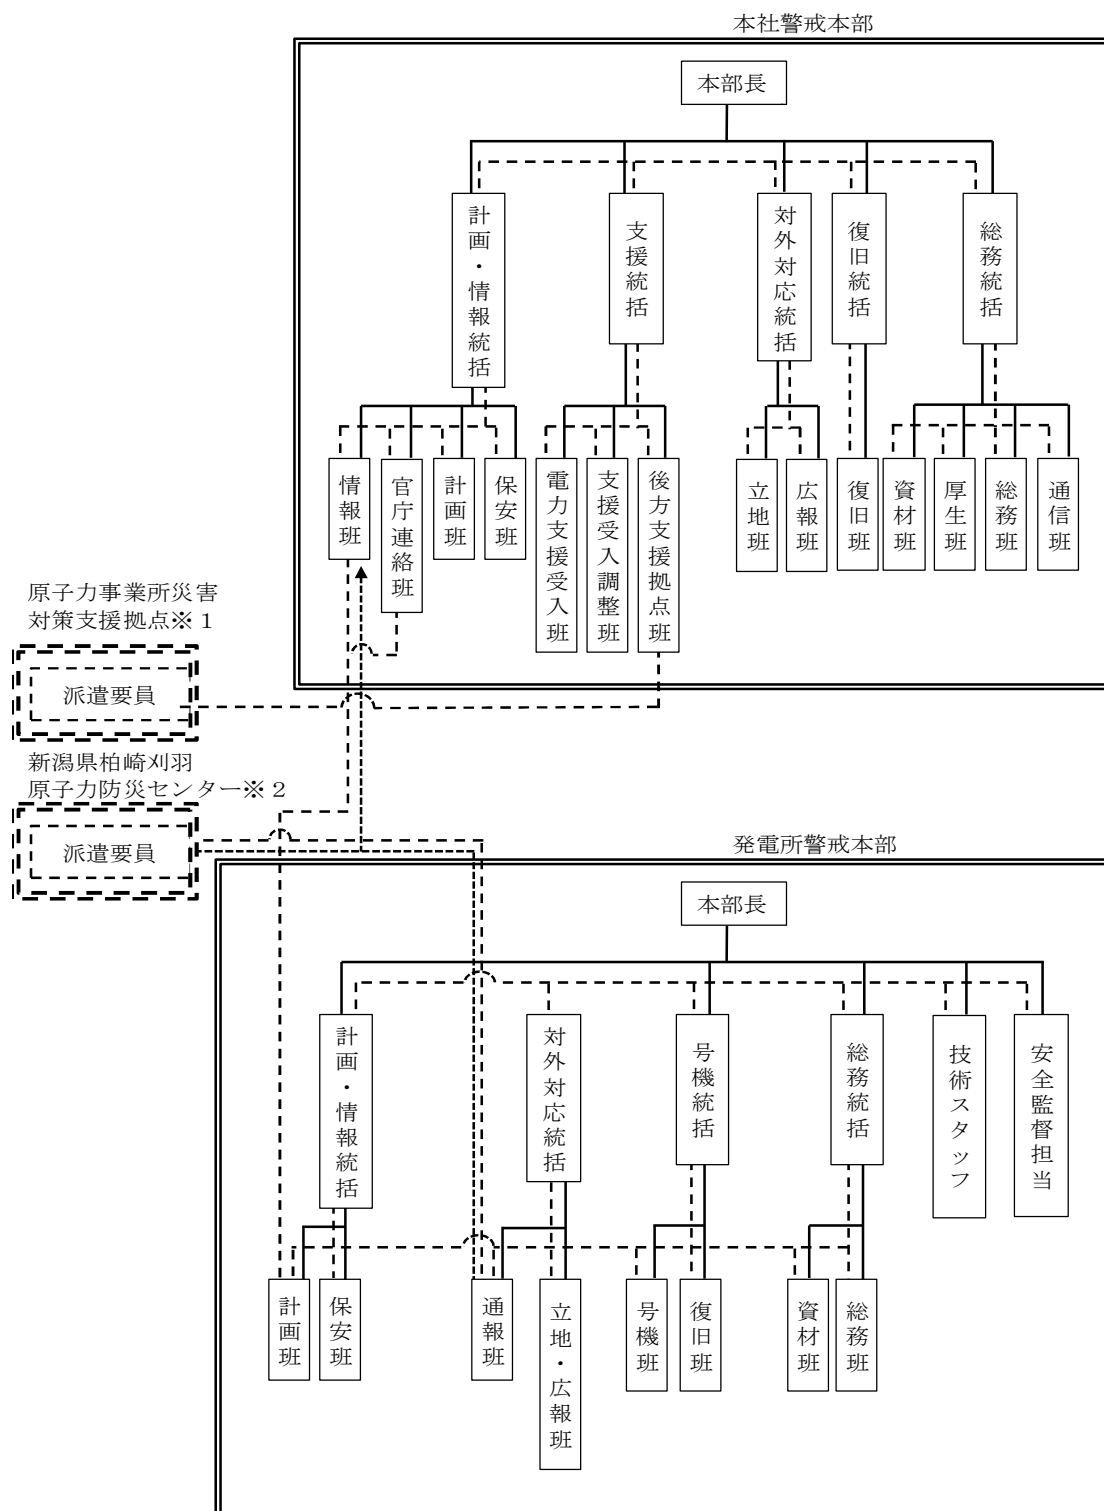 本社警戒本部
本部長
計画・情報統括
支援統括
対外対応統括
復旧統括
総務統括
情報班
官庁連絡班
計画班
保安班
電力支援受入班
支援受入調整班
後方支援拠点班
立地班
広報班
復旧班
資材班
厚生班
総務班
通信班
原子力事業所災害
対策支援拠点※１
派遣要員
新潟県柏崎刈羽
原子力防災センター※２
派遣要員
発電所警戒本部
本部長
計画・情報統括
対外対応統括
号機統括
総務統括
技術スタッフ
安全監督担当
計画班
保安班
通報班
立地・広報班
号機班
復旧班
資材班
総務班